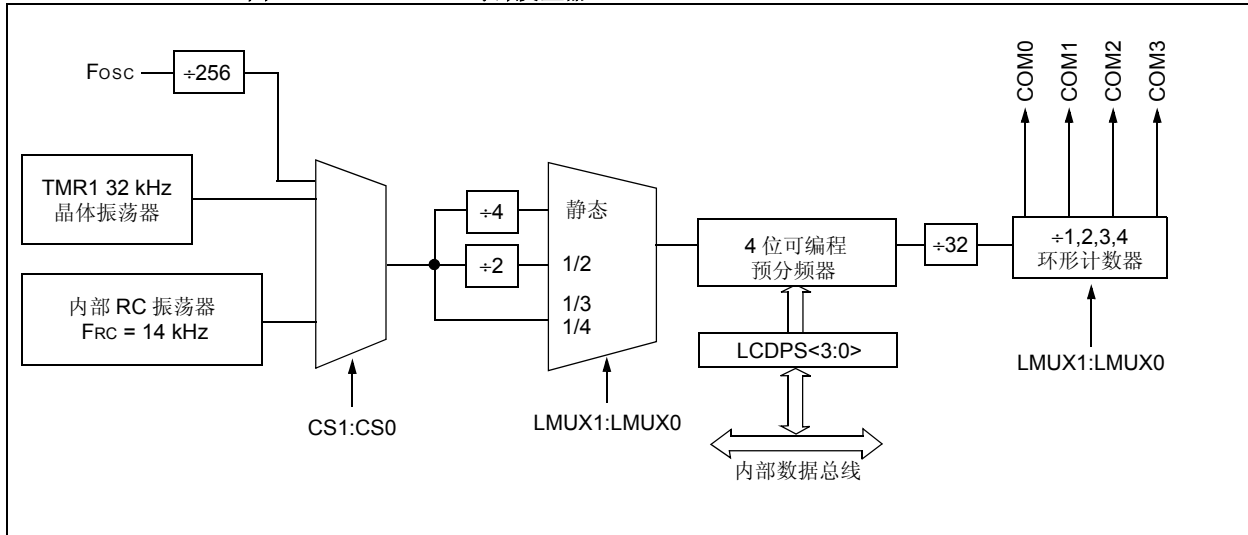 Fosc
÷256
TMR1 32 kHz
晶体振荡器
内部 RC 振荡器
FRC = 14 kHz
CS1:CS0
÷4
÷2
静态
1/2
1/3
1/4
LMUX1:LMUX0
4 位可编程
预分频器
LCDPS<3:0>
内部数据总线
÷32
COM0
COM1
COM2
COM3
÷1,2,3,4
环形计数器
LMUX1:LMUX0